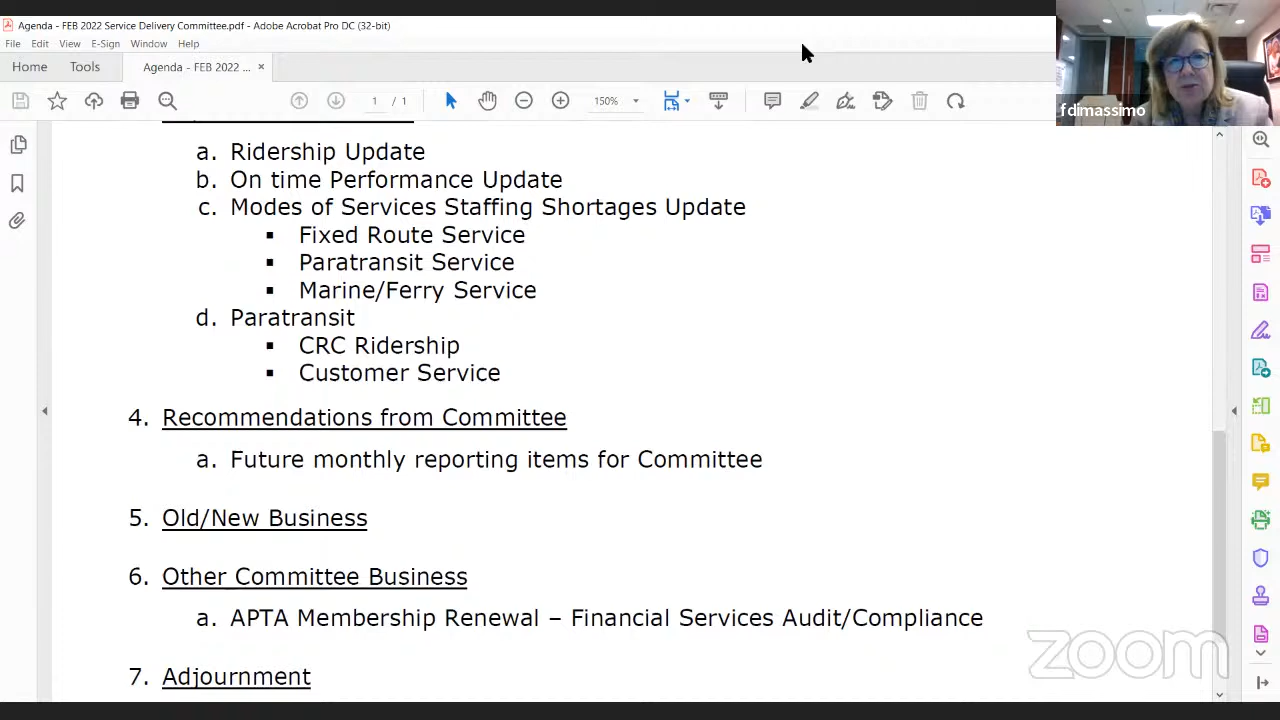 Agenda - FEB 2022 Service Delivery Committee.pdf - Adobe Acrobat Pro DC (32-bit)
File Edit View E-Sign Window Help
Home Tools Agenda - FEB 2022 ... ×
1 / 1 150%
fdimassimo
a. Ridership Update
b. On time Performance Update
c. Modes of Services Staffing Shortages Update
▪ Fixed Route Service
▪ Paratransit Service
▪ Marine/Ferry Service
d. Paratransit
▪ CRC Ridership
▪ Customer Service
4. Recommendations from Committee
a. Future monthly reporting items for Committee
5. Old/New Business
6. Other Committee Business
a. APTA Membership Renewal – Financial Services Audit/Compliance
7. Adjournment
zoom